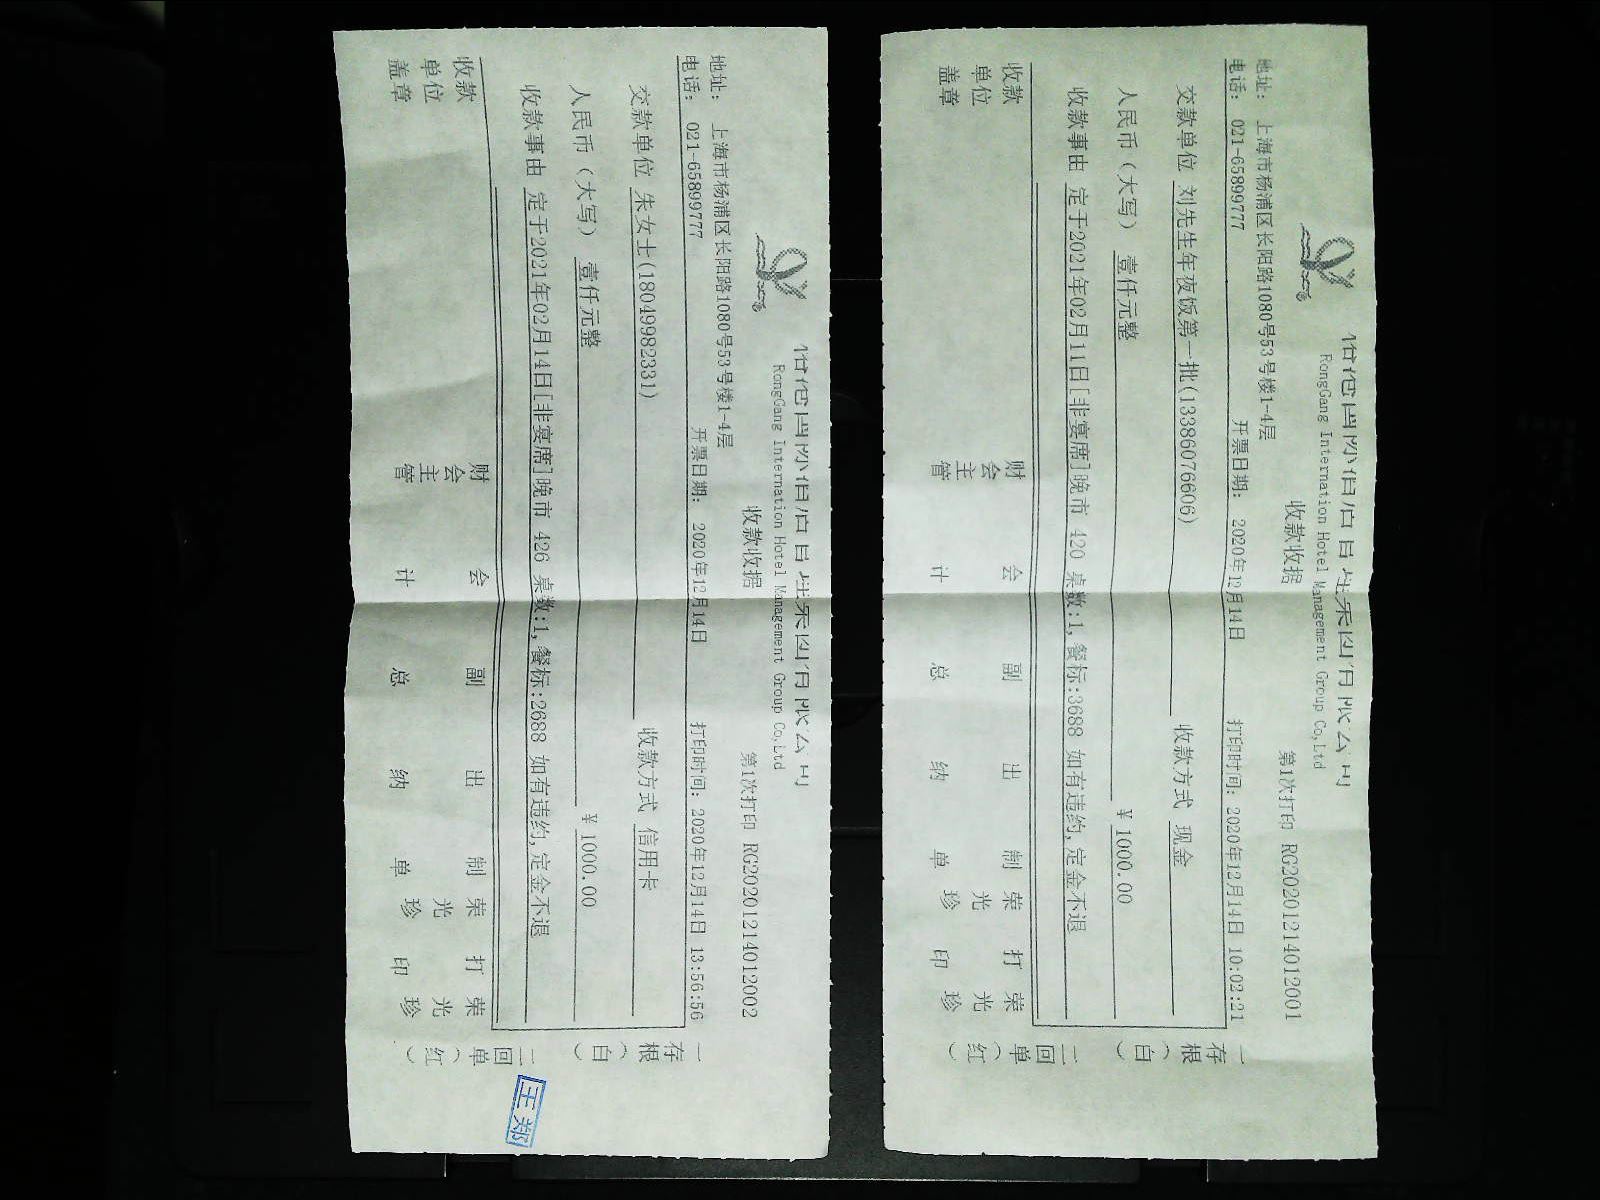 RongGang Internation Hotel Management Group Co,Ltd
收款收据
第1次打印 RG20201214012002
地址: 上海市杨浦区长阳路1080号53号楼1-4层
电话: 021-65899777
开票日期: 2020年12月14日
打印时间: 2020年12月14日 13:56:56
交款单位 朱女士(18049982331)
收款方式 信用卡
人民币(大写) 壹仟元整
¥ 1000.00
收款事由 定于2021年02月14日[非宴席]晚市 426 桌数:1,餐标:2688 如有违约,定金不退
收款单位盖章
财会主管
会计
副总
出纳
制单
荣光珍
打印
荣光珍
一存根(白)
二回单(红)
王郑
RongGang Internation Hotel Management Group Co,Ltd
收款收据
第1次打印 RG20201214012001
地址: 上海市杨浦区长阳路1080号53号楼1-4层
电话: 021-65899777
开票日期: 2020年12月14日
打印时间: 2020年12月14日 10:02:21
交款单位 刘先生年夜饭第一批(13386076606)
收款方式 现金
人民币(大写) 壹仟元整
¥ 1000.00
收款事由 定于2021年02月11日[非宴席]晚市 420 桌数:1,餐标:3688 如有违约,定金不退
收款单位盖章
财会主管
会计
副总
出纳
制单
荣光珍
打印
荣光珍
一存根(白)
二回单(红)